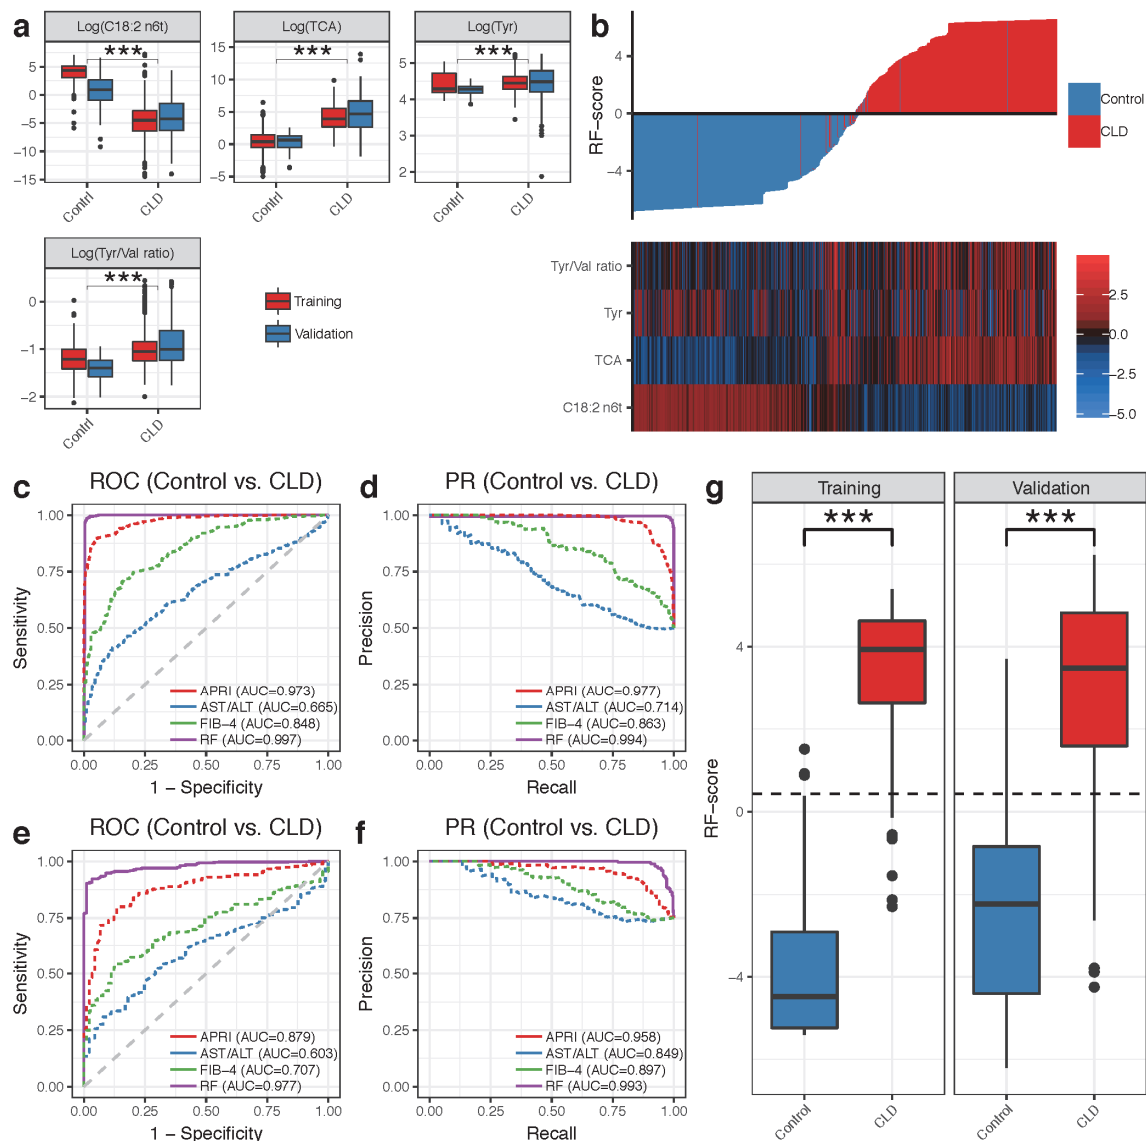 a
Log(C18:2 n6t)
Log(TCA)
Log(Tyr)
***
***
***
5
0
−5
−10
−15
15
10
5
0
−5
5
4
3
2
Contrl
CLD
Contrl
CLD
Contrl
CLD
Log(Tyr/Val ratio)
***
0
−1
−2
Contrl
CLD
Training
Validation
b
RF−score
4
0
−4
Control
CLD
Tyr/Val ratio
Tyr
TCA
C18:2 n6t
2.5
0.0
−2.5
−5.0
c
ROC (Control vs. CLD)
Sensitivity
1.00
0.75
0.50
0.25
0.00
APRI (AUC=0.973)
AST/ALT (AUC=0.665)
FIB−4 (AUC=0.848)
RF (AUC=0.997)
0.00 0.25 0.50 0.75 1.00
1 − Specificity
d
PR (Control vs. CLD)
Precision
1.00
0.75
0.50
0.25
0.00
APRI (AUC=0.977)
AST/ALT (AUC=0.714)
FIB−4 (AUC=0.863)
RF (AUC=0.994)
0.00 0.25 0.50 0.75 1.00
Recall
e
ROC (Control vs. CLD)
Sensitivity
1.00
0.75
0.50
0.25
0.00
APRI (AUC=0.879)
AST/ALT (AUC=0.603)
FIB−4 (AUC=0.707)
RF (AUC=0.977)
0.00 0.25 0.50 0.75 1.00
1 − Specificity
f
PR (Control vs. CLD)
Precision
1.00
0.75
0.50
0.25
0.00
APRI (AUC=0.958)
AST/ALT (AUC=0.849)
FIB−4 (AUC=0.897)
RF (AUC=0.993)
0.00 0.25 0.50 0.75 1.00
Recall
g
Training
Validation
***
***
RF−score
4
0
−4
Control
CLD
Control
CLD